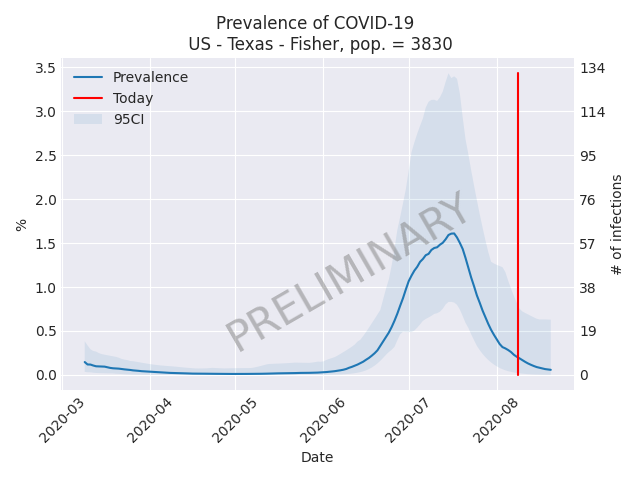 Prevalence of COVID-19
US - Texas - Fisher, pop. = 3830
Prevalence
Today
95CI
PRELIMINARY
%
3.5
3.0
2.5
2.0
1.5
1.0
0.5
0.0
134
114
95
76
57
38
19
0
# of infections
2020-03
2020-04
2020-05
2020-06
2020-07
2020-08
Date